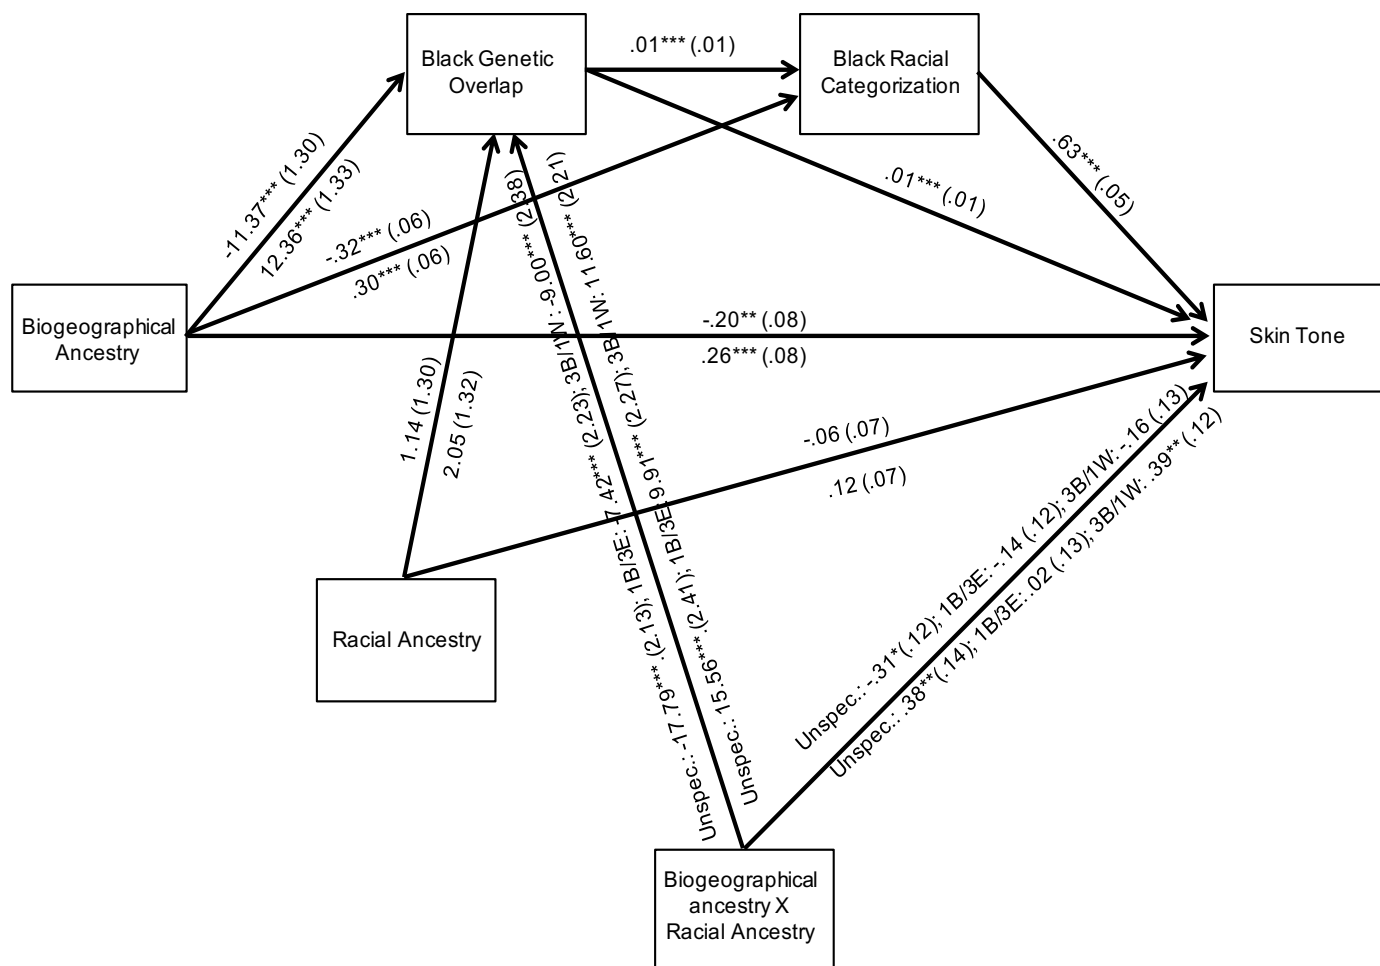 Black Genetic
Overlap
.01*** (.01)
Black Racial
Categorization
-11.37*** (1.30)
12.36*** (1.33)
-.32*** (.06)
.30*** (.06)
.01*** (.01)
.63*** (.05)
Biogeographical
Ancestry
-.20** (.08)
.26*** (.08)
Skin Tone
1.14 (1.30)
2.05 (1.32)
-.06 (.07)
.12 (.07)
Racial Ancestry
Unspec.: -17.79*** .(2.13); 1B/3E: -7.42*** (2.23); 3B/1W : -9.00*** (2.38)
Unspec.: 15.56*** .(2.41); 1B/3E: 9.91*** (2.27); 3B/1W: 11.60*** (2.21)
Unspec.: -.31*(.12); 1B/3E: -.14 (.12); 3B/1W: -.16 (.13)
Unspec.: .38**(.14); 1B/3E: .02 (.13); 3B/1W: .39** (.12)
Biogeographical
ancestry X
Racial Ancestry